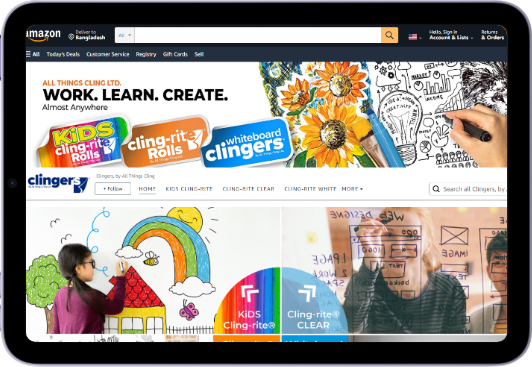 amazon
Deliver to
Bangladesh
All
Hello, Sign in
Account & Lists
Returns
& Orders
All Today's Deals Customer Service Registry Gift Cards Sell
ALL THINGS CLING LTD.
WORK. LEARN. CREATE.
Almost Anywhere
KiDS
cling-rite
Rolls
cling-rite
Rolls
whiteboard
clingers
clingers
Clingers, by All Things Cling
+ Follow
HOME KIDS CLING-RITE CLING-RITE CLEAR CLING-RITE WHITE MORE
Search all Clingers, by
KiDS
Cling-rite®
Cling-rite®
CLEAR